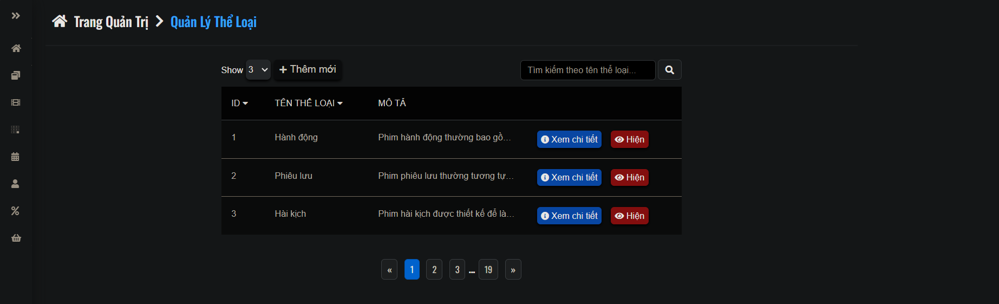 Trang Quản Trị Quản Lý Thể Loại
Show 3 Thêm mới Tìm kiếm theo tên thể loại...
ID TÊN THỂ LOẠI MÔ TẢ
1 Hành động Phim hành động thường bao gồ... Xem chi tiết Hiện
2 Phiêu lưu Phim phiêu lưu thường tương tự... Xem chi tiết Hiện
3 Hài kịch Phim hài kịch được thiết kế để là... Xem chi tiết Hiện
« 1 2 3 ... 19 »